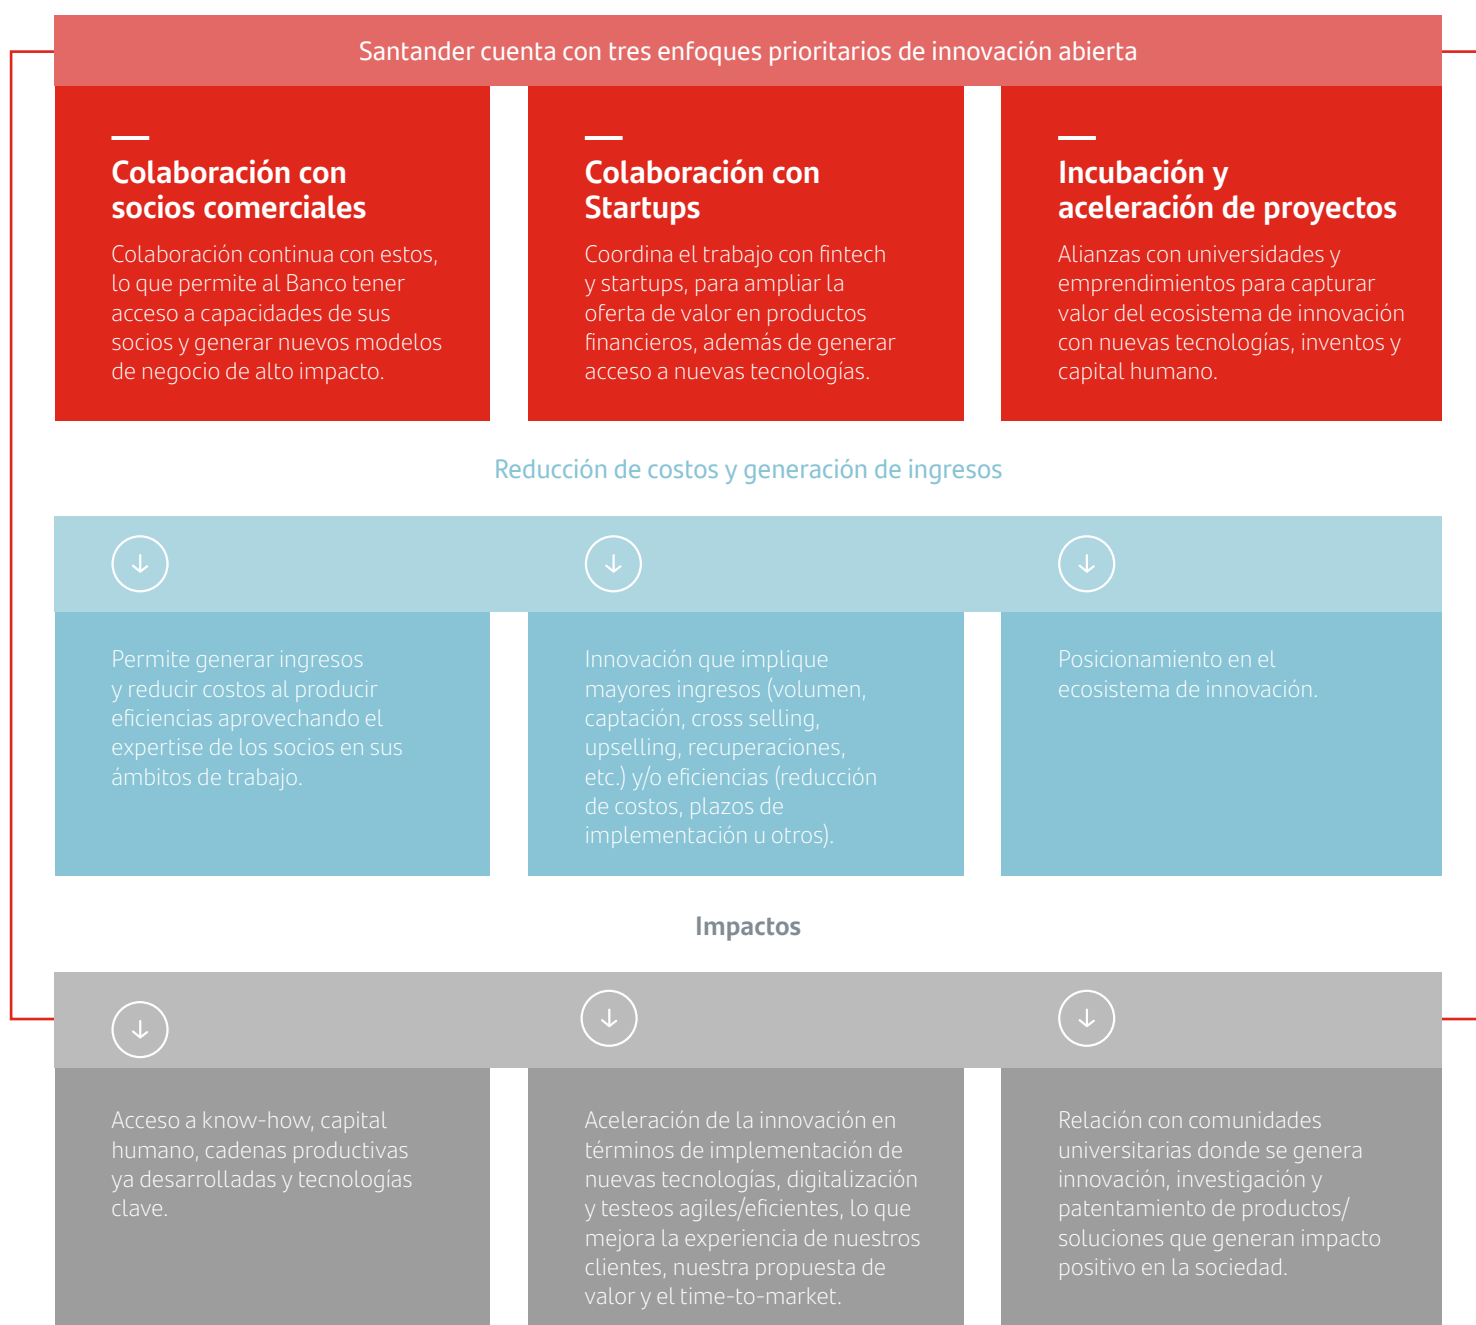 Santander cuenta con tres enfoques prioritarios de innovación abierta
Colaboración con
socios comerciales
Colaboración continua con estos,
lo que permite al Banco tener
acceso a capacidades de sus
socios y generar nuevos modelos
de negocio de alto impacto.
Colaboración con
Startups
Coordina el trabajo con fintech
y startups, para ampliar la
oferta de valor en productos
financieros, además de generar
acceso a nuevas tecnologías.
Incubación y
aceleración de proyectos
Alianzas con universidades y
emprendimientos para capturar
valor del ecosistema de innovación
con nuevas tecnologías, inventos y
capital humano.
Reducción de costos y generación de ingresos
Permite generar ingresos
y reducir costos al producir
eficiencias aprovechando el
expertise de los socios en sus
ámbitos de trabajo.
Innovación que implique
mayores ingresos (volumen,
captación, cross selling,
upselling, recuperaciones,
etc.) y/o eficiencias (reducción
de costos, plazos de
implementación u otros).
Posicionamiento en el
ecosistema de innovación.
Impactos
Acceso a know-how, capital
humano, cadenas productivas
ya desarrolladas y tecnologías
clave.
Aceleración de la innovación en
términos de implementación de
nuevas tecnologías, digitalización
y testeos agiles/eficientes, lo que
mejora la experiencia de nuestros
clientes, nuestra propuesta de
valor y el time-to-market.
Relación con comunidades
universitarias donde se genera
innovación, investigación y
patentamiento de productos/
soluciones que generan impacto
positivo en la sociedad.